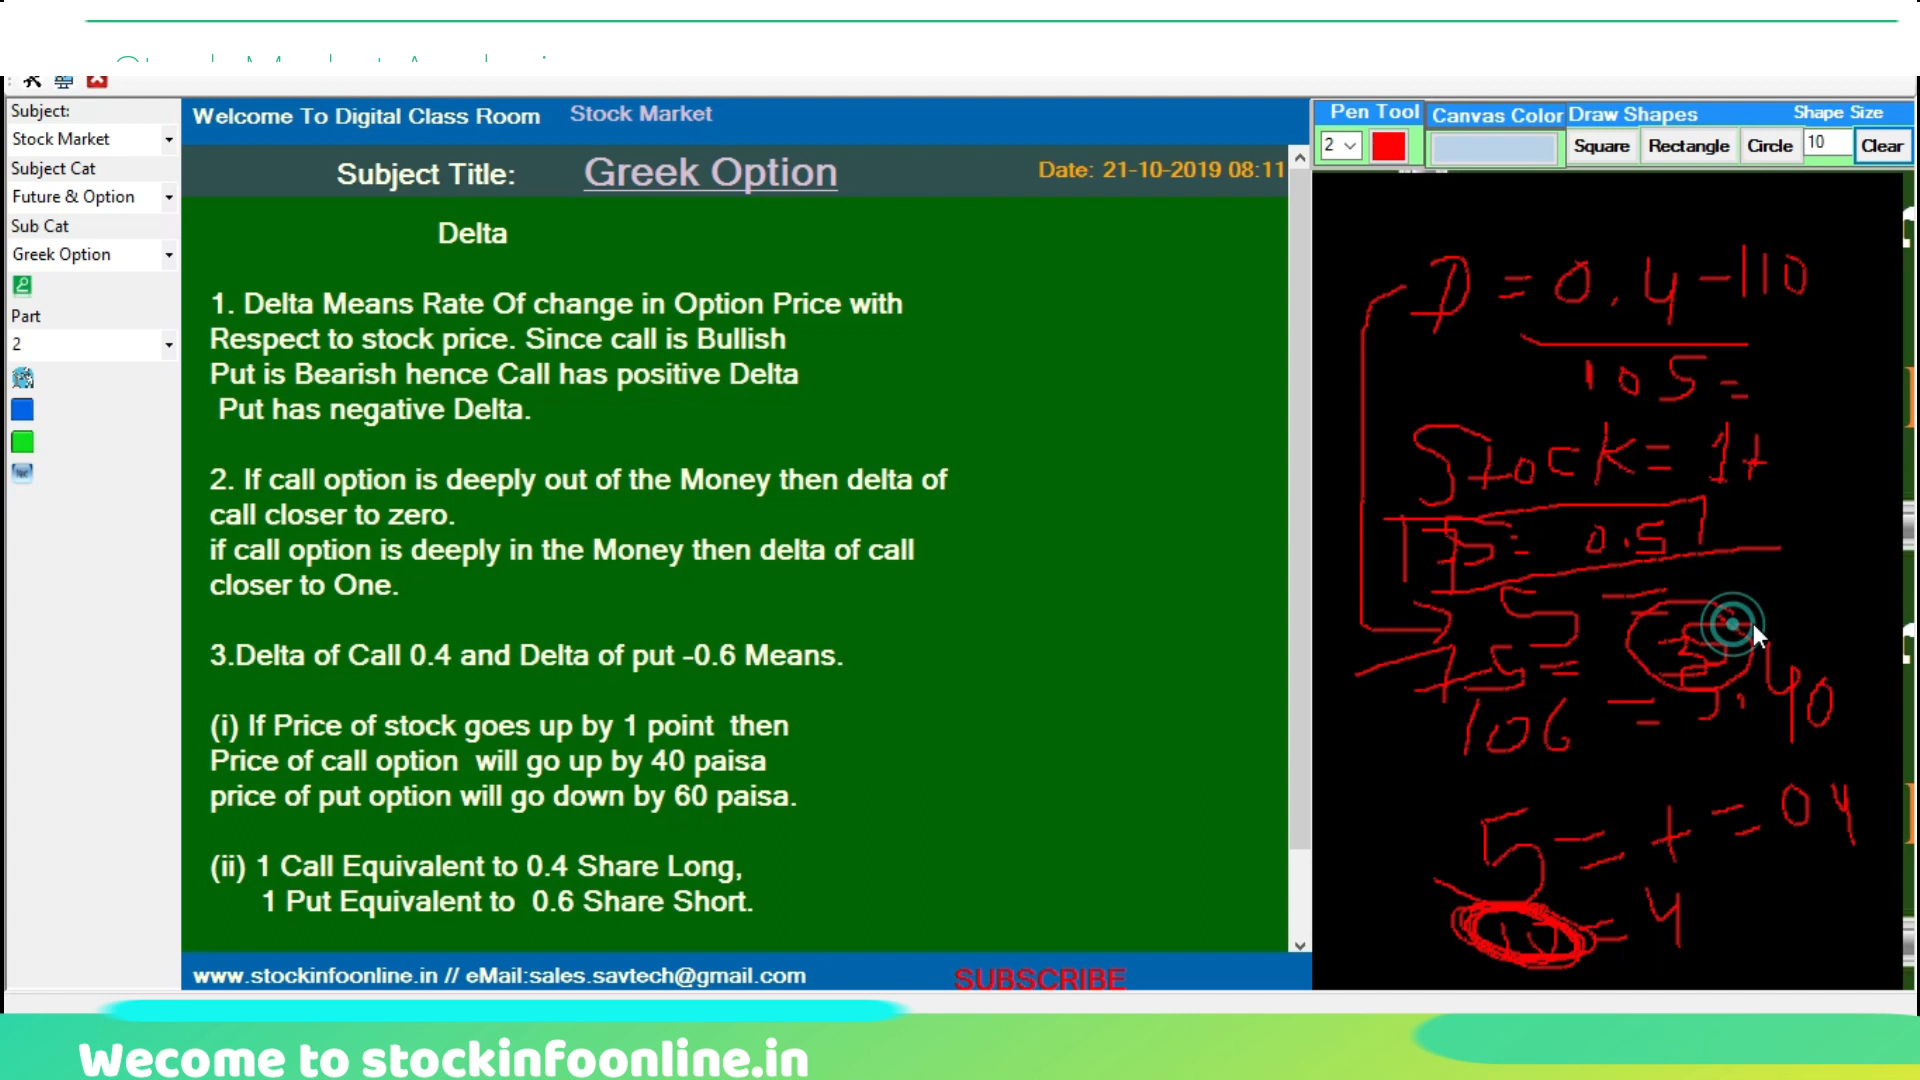 Subject:
Stock Market
Subject Cat
Future & Option
Sub Cat
Greek Option
Part
2
Welcome To Digital Class Room Stock Market
Subject Title: Greek Option Date: 21-10-2019 08:11
Delta
1. Delta Means Rate Of change in Option Price with
Respect to stock price. Since call is Bullish
Put is Bearish hence Call has positive Delta
Put has negative Delta.
2. If call option is deeply out of the Money then delta of
call closer to zero.
if call option is deeply in the Money then delta of call
closer to One.
3.Delta of Call 0.4 and Delta of put -0.6 Means.
(i) If Price of stock goes up by 1 point then
Price of call option will go up by 40 paisa
price of put option will go down by 60 paisa.
(ii) 1 Call Equivalent to 0.4 Share Long,
1 Put Equivalent to 0.6 Share Short.
www.stockinfoonline.in // eMail:sales.savtech@gmail.com SUBSCRIBE
Pen Tool Canvas Color Draw Shapes Shape Size
2 Square Rectangle Circle 10 Clear
D = 0.4 - 110
105 =
Stock = 1+
= 0.5
75 =
106 =
5 = + = 04
= 4
Wecome to stockinfoonline.in